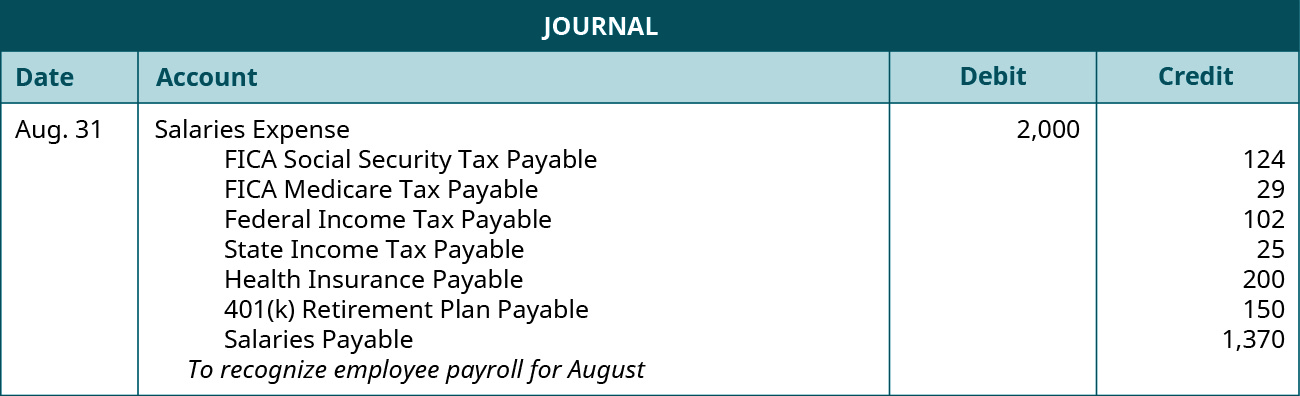 JOURNAL
Date Account Debit Credit
Aug. 31 Salaries Expense 2,000
FICA Social Security Tax Payable 124
FICA Medicare Tax Payable 29
Federal Income Tax Payable 102
State Income Tax Payable 25
Health Insurance Payable 200
401(k) Retirement Plan Payable 150
Salaries Payable 1,370
To recognize employee payroll for August